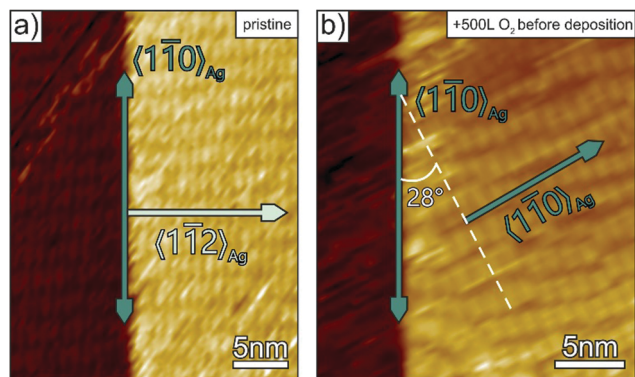 a)
pristine
⟨11̅0⟩Ag
⟨11̅2⟩Ag
5nm
b)
+500L O₂ before deposition
⟨11̅0⟩Ag
28°
⟨11̅0⟩Ag
5nm